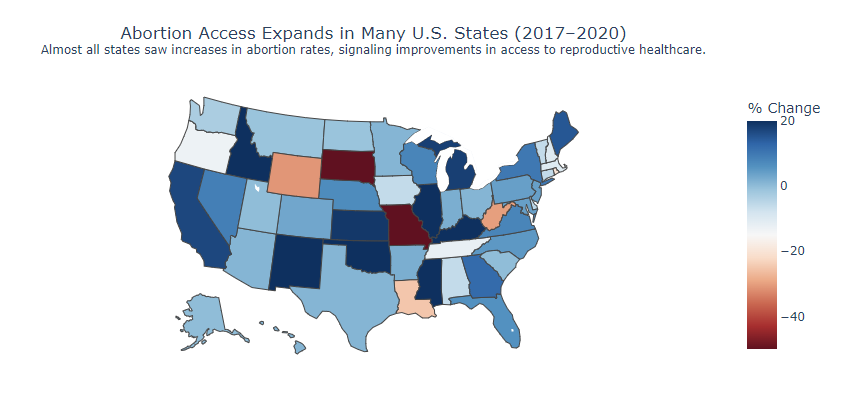 Abortion Access Expands in Many U.S. States (2017–2020)
Almost all states saw increases in abortion rates, signaling improvements in access to reproductive healthcare.
% Change
20
0
−20
−40